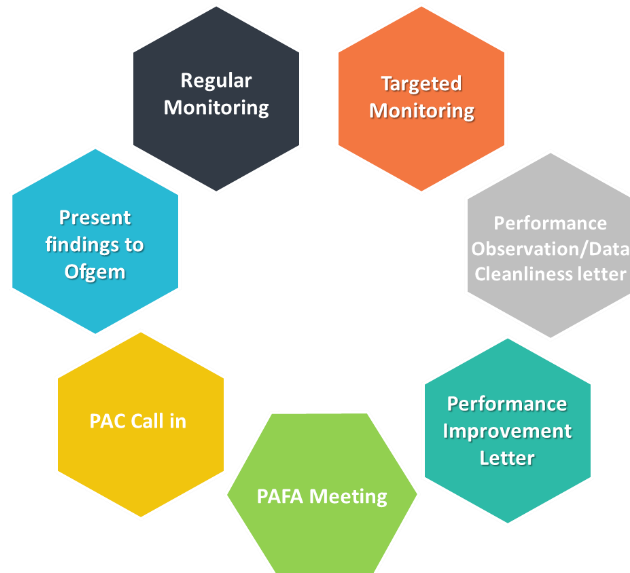 Regular
Monitoring
Targeted
Monitoring
Performance
Observation/Data
Cleanliness letter
Performance
Improvement
Letter
PAFA Meeting
PAC Call in
Present
findings to
Ofgem